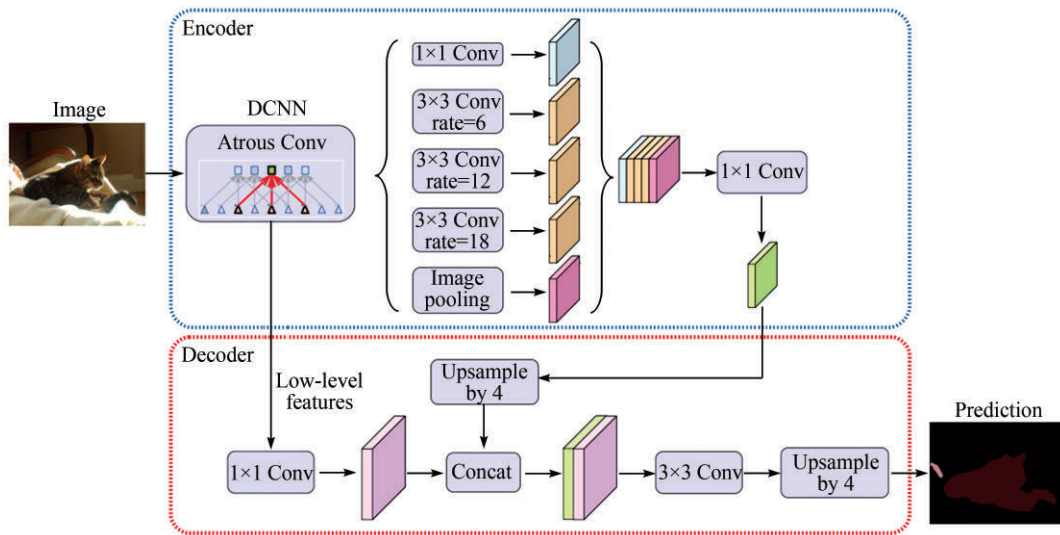 Encoder
Image
DCNN
Atrous Conv
1×1 Conv
3×3 Conv
rate=6
3×3 Conv
rate=12
3×3 Conv
rate=18
Image
pooling
1×1 Conv
Decoder
Low-level
features
Upsample
by 4
1×1 Conv
Concat
3×3 Conv
Upsample
by 4
Prediction